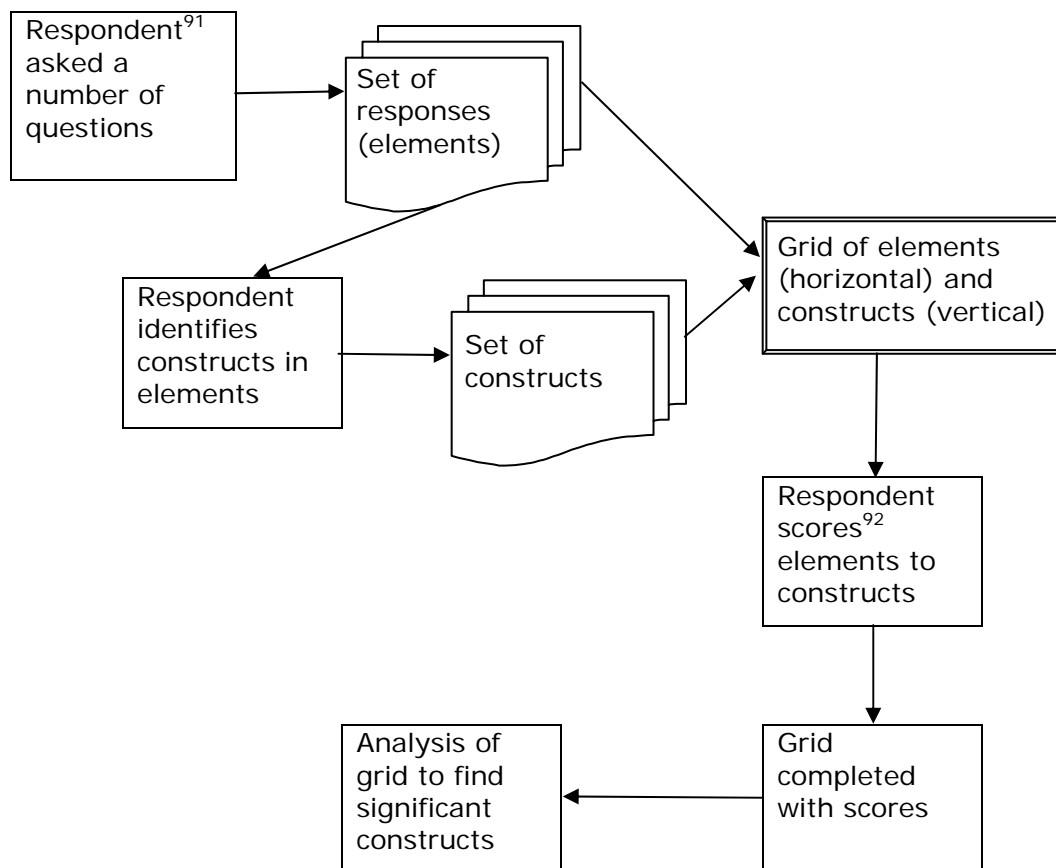 Respondent91
asked a
number of
questions
Set of
responses
(elements)
Grid of elements
(horizontal) and
constructs (vertical)
Respondent
identifies
constructs in
elements
Set of
constructs
Respondent
scores92
elements to
constructs
Analysis of
grid to find
significant
constructs
Grid
completed
with scores